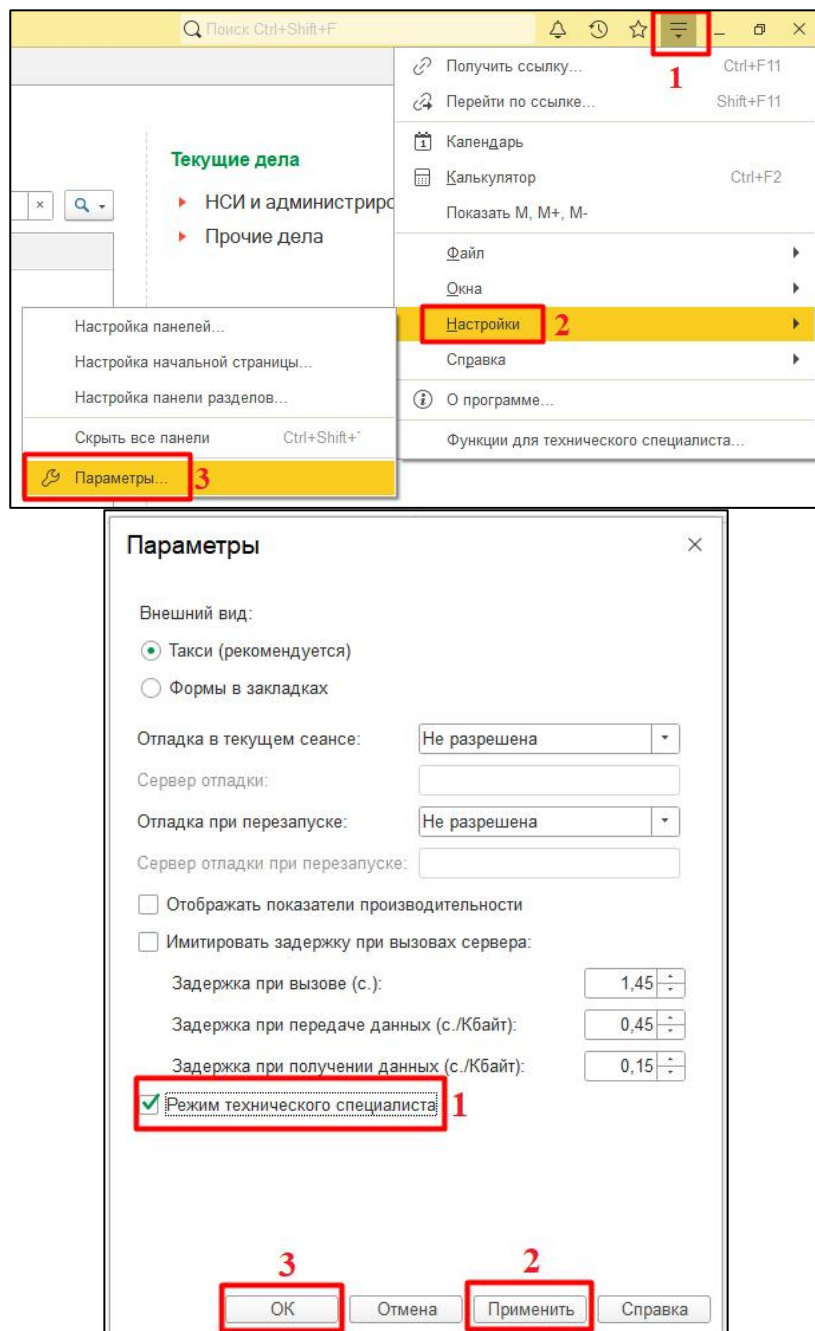 Поиск Ctrl+Shift+F
1
Получить ссылку... Ctrl+F11
Перейти по ссылке... Shift+F11
1 Календарь
Калькулятор Ctrl+F2
Показать M, M+, M-
Файл
Окна
Настройки 2
Справка
О программе...
Функции для технического специалиста...
Текущие дела
НСИ и администриро
Прочие дела
Настройка панелей...
Настройка начальной страницы...
Настройка панели разделов...
Скрыть все панели Ctrl+Shift+`
Параметры... 3
Параметры
Внешний вид:
Такси (рекомендуется)
Формы в закладках
Отладка в текущем сеансе: Не разрешена
Сервер отладки:
Отладка при перезапуске: Не разрешена
Сервер отладки при перезапуске:
Отображать показатели производительности
Имитировать задержку при вызовах сервера:
Задержка при вызове (с.): 1,45
Задержка при передаче данных (с./Кбайт): 0,45
Задержка при получении данных (с./Кбайт): 0,15
Режим технического специалиста 1
3 2
ОК Отмена Применить Справка